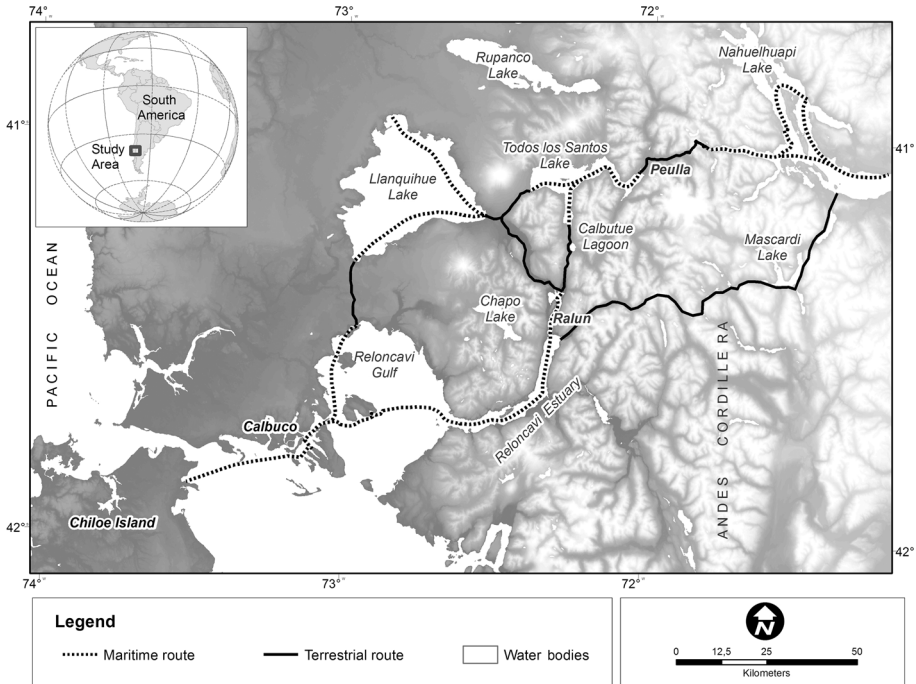 74°
73°
72°
Nahuelhuapi
Lake
Rupanco
Lake
South
America
Study
Area
41°
41°
Todos los Santos
Lake
Peulla
Llanquihue
Lake
Calbutue
Lagoon
Mascardi
Lake
PACIFIC OCEAN
Chapo
Lake
Ralun
Reloncavi
Gulf
Reloncavi Estuary
ANDES CORDILLE RA
Calbuco
Chiloe Island
42°
42°
74°
73°
72°
Legend
Maritime route
Terrestrial route
Water bodies
N
0 12,5 25 50
Kilometers